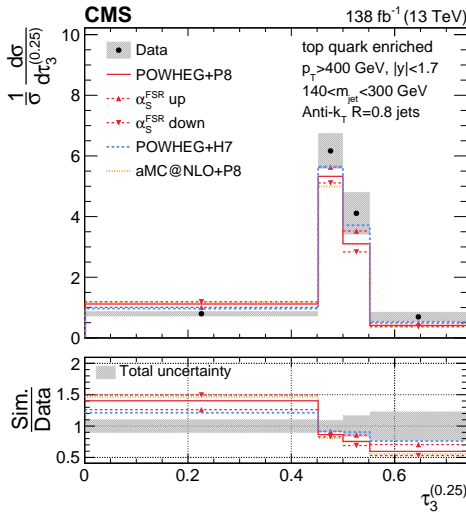 CMS 138 fb⁻¹ (13 TeV)
1/σ dσ/dτ₃^(0.25)
10
8
6
4
2
0
Data
POWHEG+P8
α_S^FSR up
α_S^FSR down
POWHEG+H7
aMC@NLO+P8
top quark enriched
p_T>400 GeV, |y|<1.7
140<m_jet<300 GeV
Anti-k_T R=0.8 jets
Sim./Data
2
1.5
1
0.5
Total uncertainty
0 0.2 0.4 0.6
τ₃^(0.25)